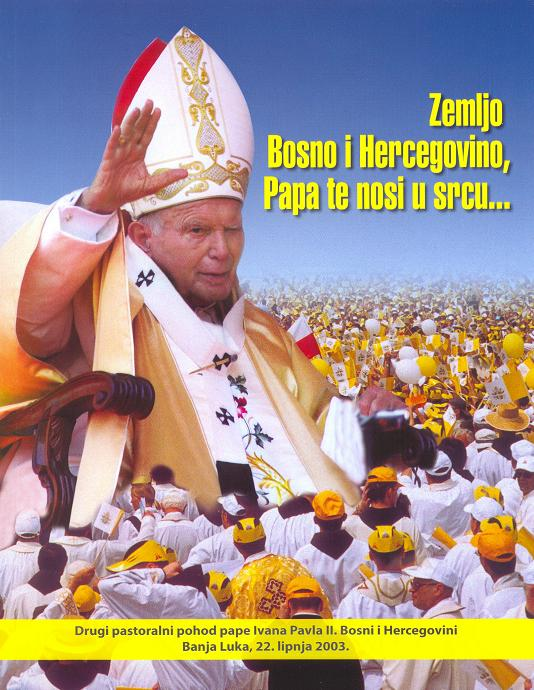 Zemljo
Bosno i Hercegovino,
Papa te nosi u srcu...
Drugi pastoralni pohod pape Ivana Pavla II. Bosni i Hercegovini
Banja Luka, 22. lipnja 2003.